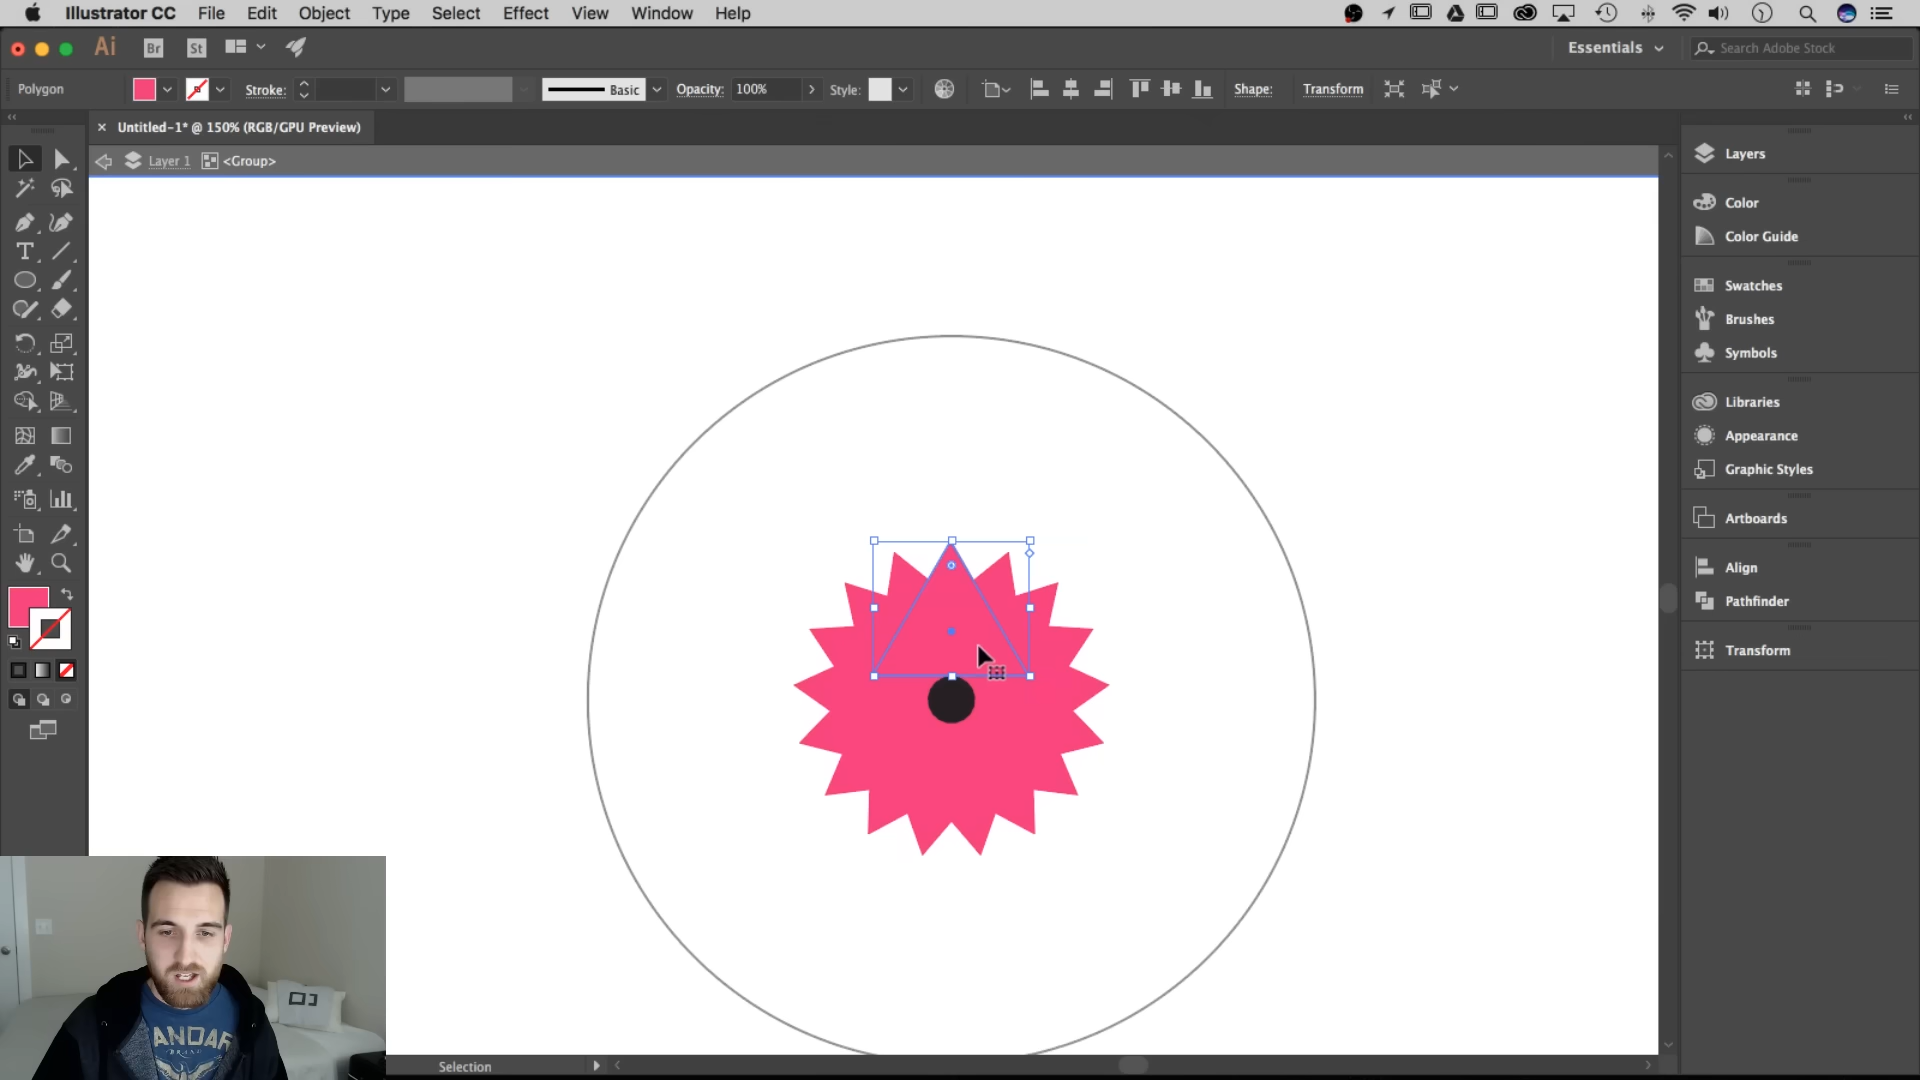 Illustrator CC File Edit Object Type Select Effect View Window Help
Ai Br St Essentials Search Adobe Stock
Polygon Stroke: Basic Opacity: 100% Style: Shape: Transform
Untitled-1* @ 150% (RGB/GPU Preview)
Layer 1 <Group>
Layers
Color
Color Guide
Swatches
Brushes
Symbols
Libraries
Appearance
Graphic Styles
Artboards
Align
Pathfinder
Transform
ANDAR
BRAND
Selection